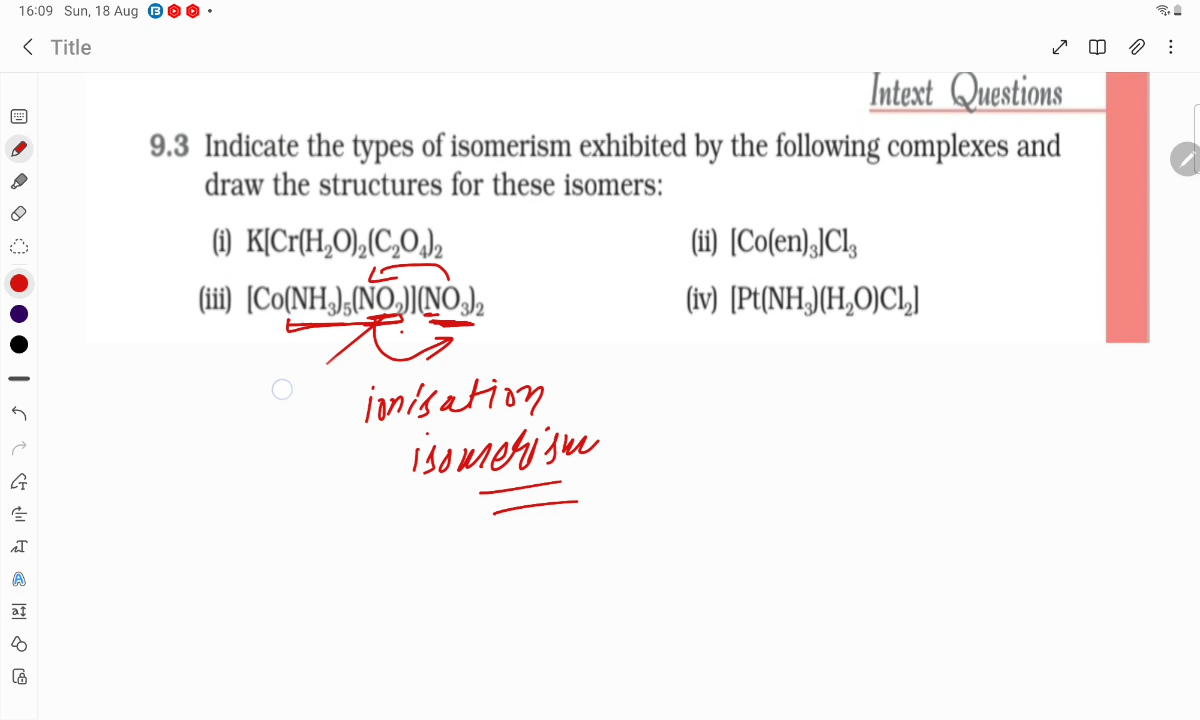 16:09 Sun, 18 Aug
Title
Intext Questions
9.3 Indicate the types of isomerism exhibited by the following complexes and
draw the structures for these isomers:
(i) K[Cr(H₂O)₂(C₂O₄)₂ (ii) [Co(en)₃]Cl₃
(iii) [Co(NH₃)₅(NO₂)](NO₃)₂ (iv) [Pt(NH₃)(H₂O)Cl₂]
ionisation
isomerism